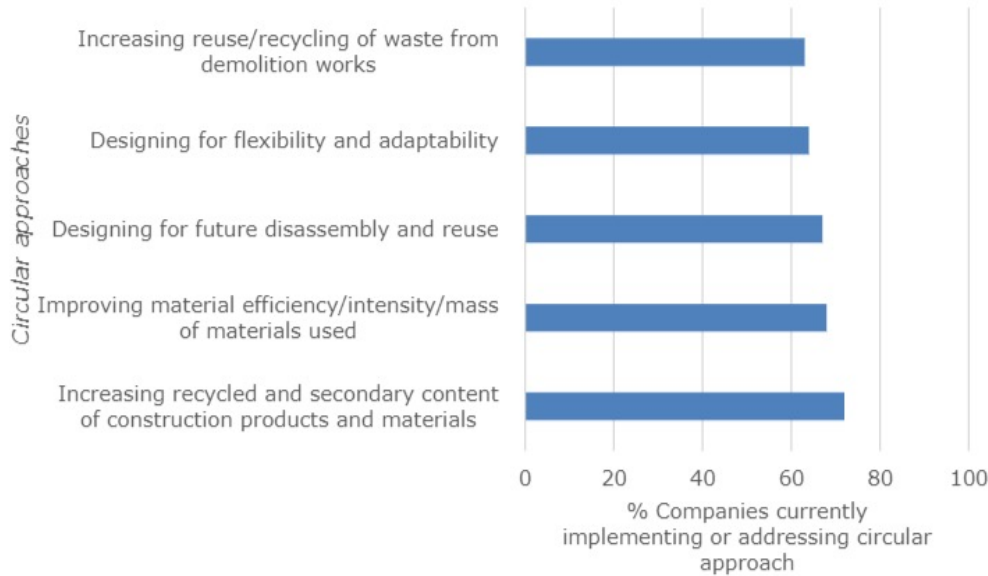 Increasing reuse/recycling of waste from
demolition works
Designing for flexibility and adaptability
Designing for future disassembly and reuse
Improving material efficiency/intensity/mass
of materials used
Increasing recycled and secondary content
of construction products and materials
Circular approaches
0 20 40 60 80 100
% Companies currently
implementing or addressing circular
approach